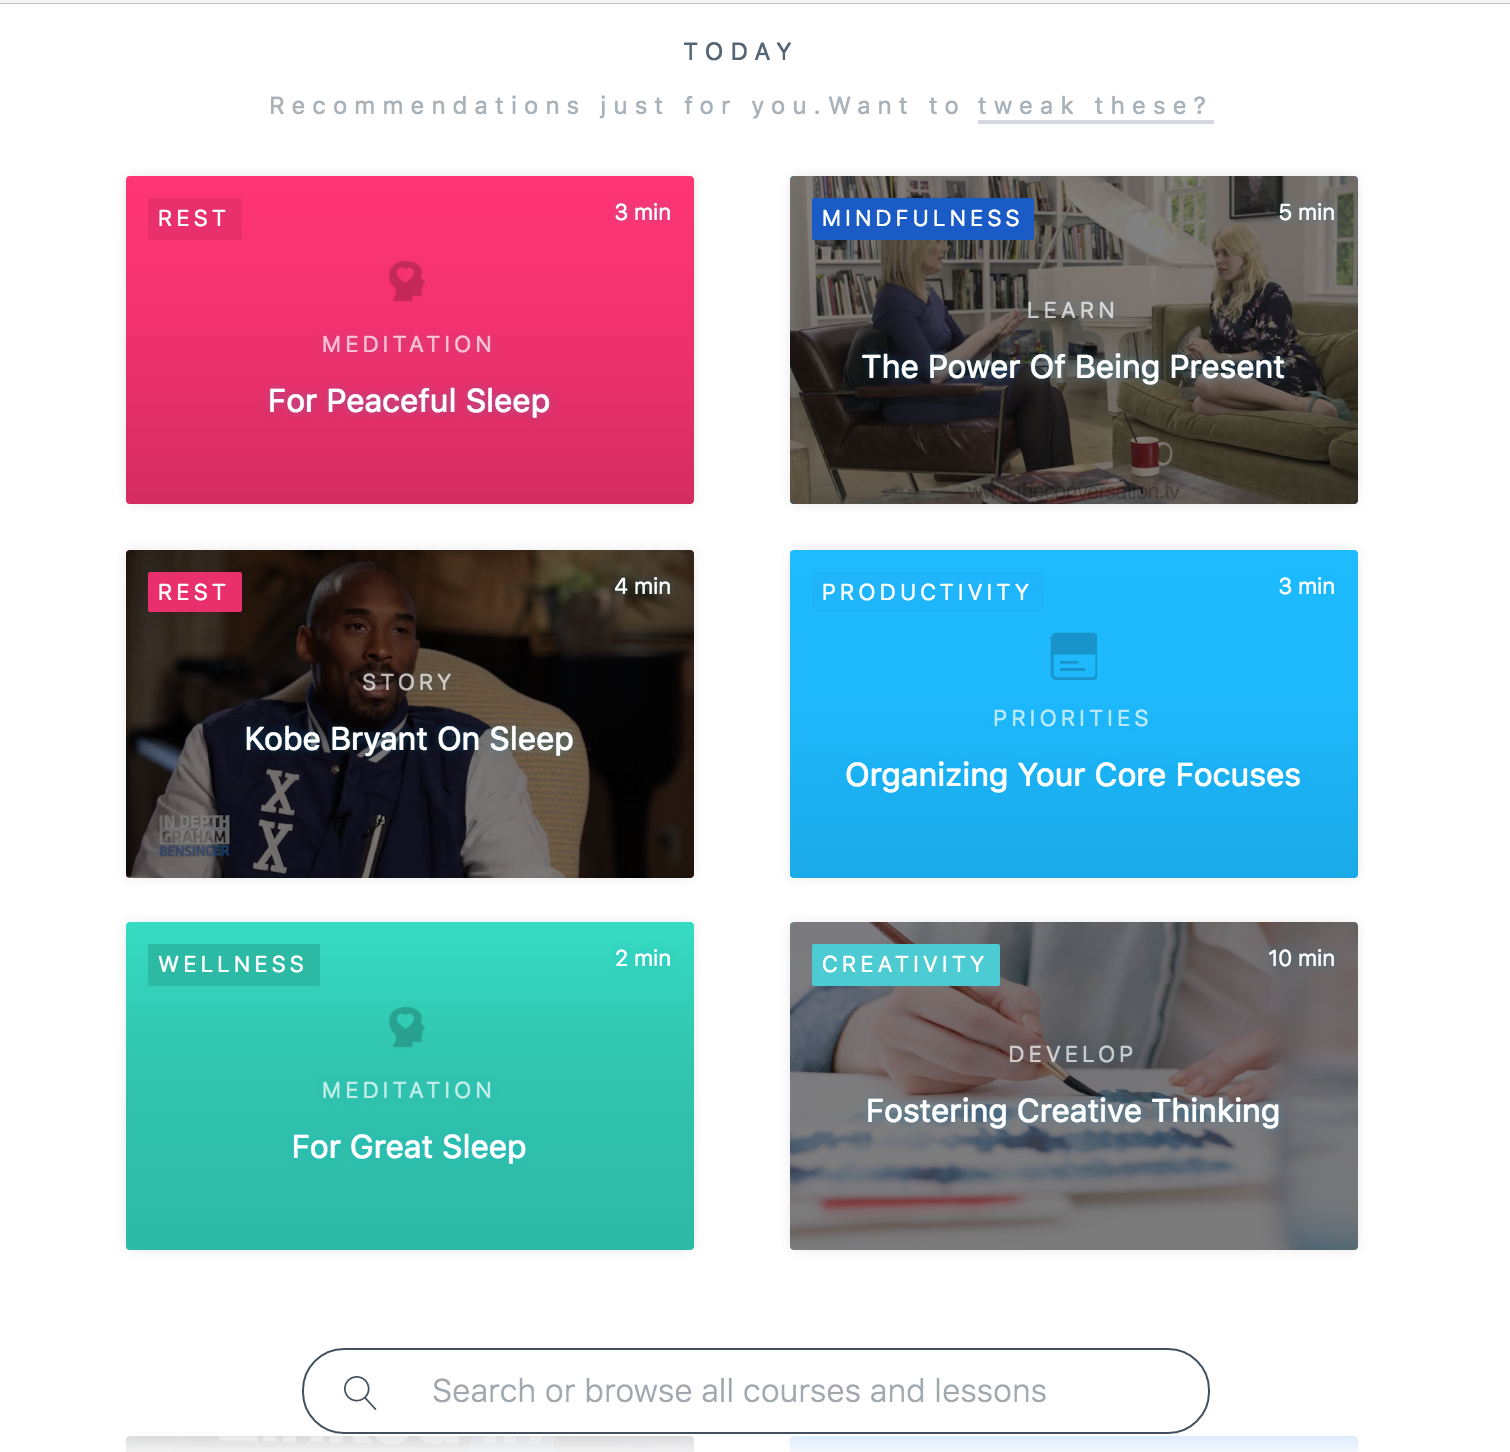 TODAY
Recommendations just for you.Want to tweak these?
REST
3 min
MEDITATION
For Peaceful Sleep
MINDFULNESS
5 min
LEARN
The Power Of Being Present
www.theconversation.tv
REST
4 min
STORY
Kobe Bryant On Sleep
X
X
IN DEPTH
GRAHAM
BENSINGER
PRODUCTIVITY
3 min
PRIORITIES
Organizing Your Core Focuses
WELLNESS
2 min
MEDITATION
For Great Sleep
CREATIVITY
10 min
DEVELOP
Fostering Creative Thinking
Search or browse all courses and lessons